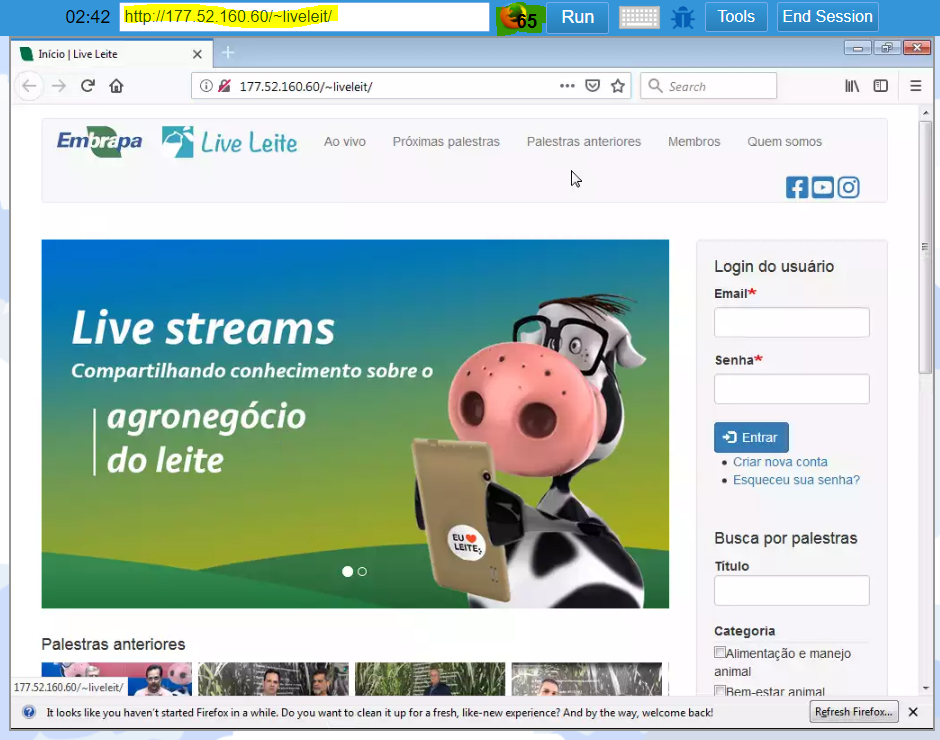 02:42 http://177.52.160.60/~liveleit/ 65 Run Tools End Session
Início | Live Leite
177.52.160.60/~liveleit/ Search
Embrapa Live Leite Ao vivo Próximas palestras Palestras anteriores Membros Quem somos
Live streams
Compartilhando conhecimento sobre o
agronegócio
do leite
EU
LEITE
Login do usuário
Email*
Senha*
Entrar
Criar nova conta
Esqueceu sua senha?
Busca por palestras
Título
Categoria
Alimentação e manejo
animal
Bem-estar animal
Palestras anteriores
177.52.160.60/~liveleit/
It looks like you haven't started Firefox in a while. Do you want to clean it up for a fresh, like-new experience? And by the way, welcome back! Refresh Firefox...